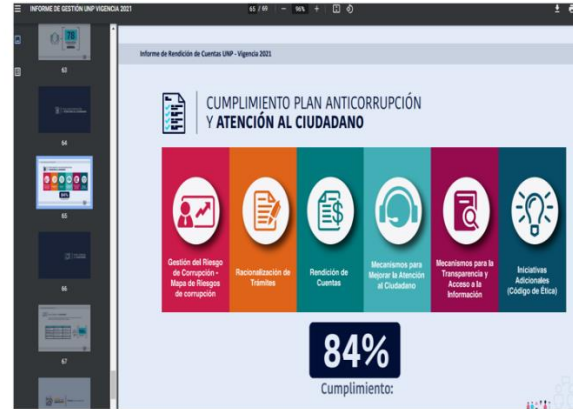 INFORME DE GESTIÓN UNP VIGENCIA 2021
65 / 69
96%
Informe de Rendición de Cuentas UNP - Vigencia 2021
CUMPLIMIENTO PLAN ANTICORRUPCIÓN
Y ATENCIÓN AL CIUDADANO
Gestión del Riesgo
de Corrupción -
Mapa de Riesgos
de corrupción
Racionalización de
Trámites
Rendición de
Cuentas
Mecanismos para
Mejorar la Atención
al Ciudadano
Mecanismos para la
Transparencia y
Acceso a la
Información
Iniciativas
Adicionales
(Código de Ética)
84%
Cumplimiento:
78
63
64
84%
65
66
67